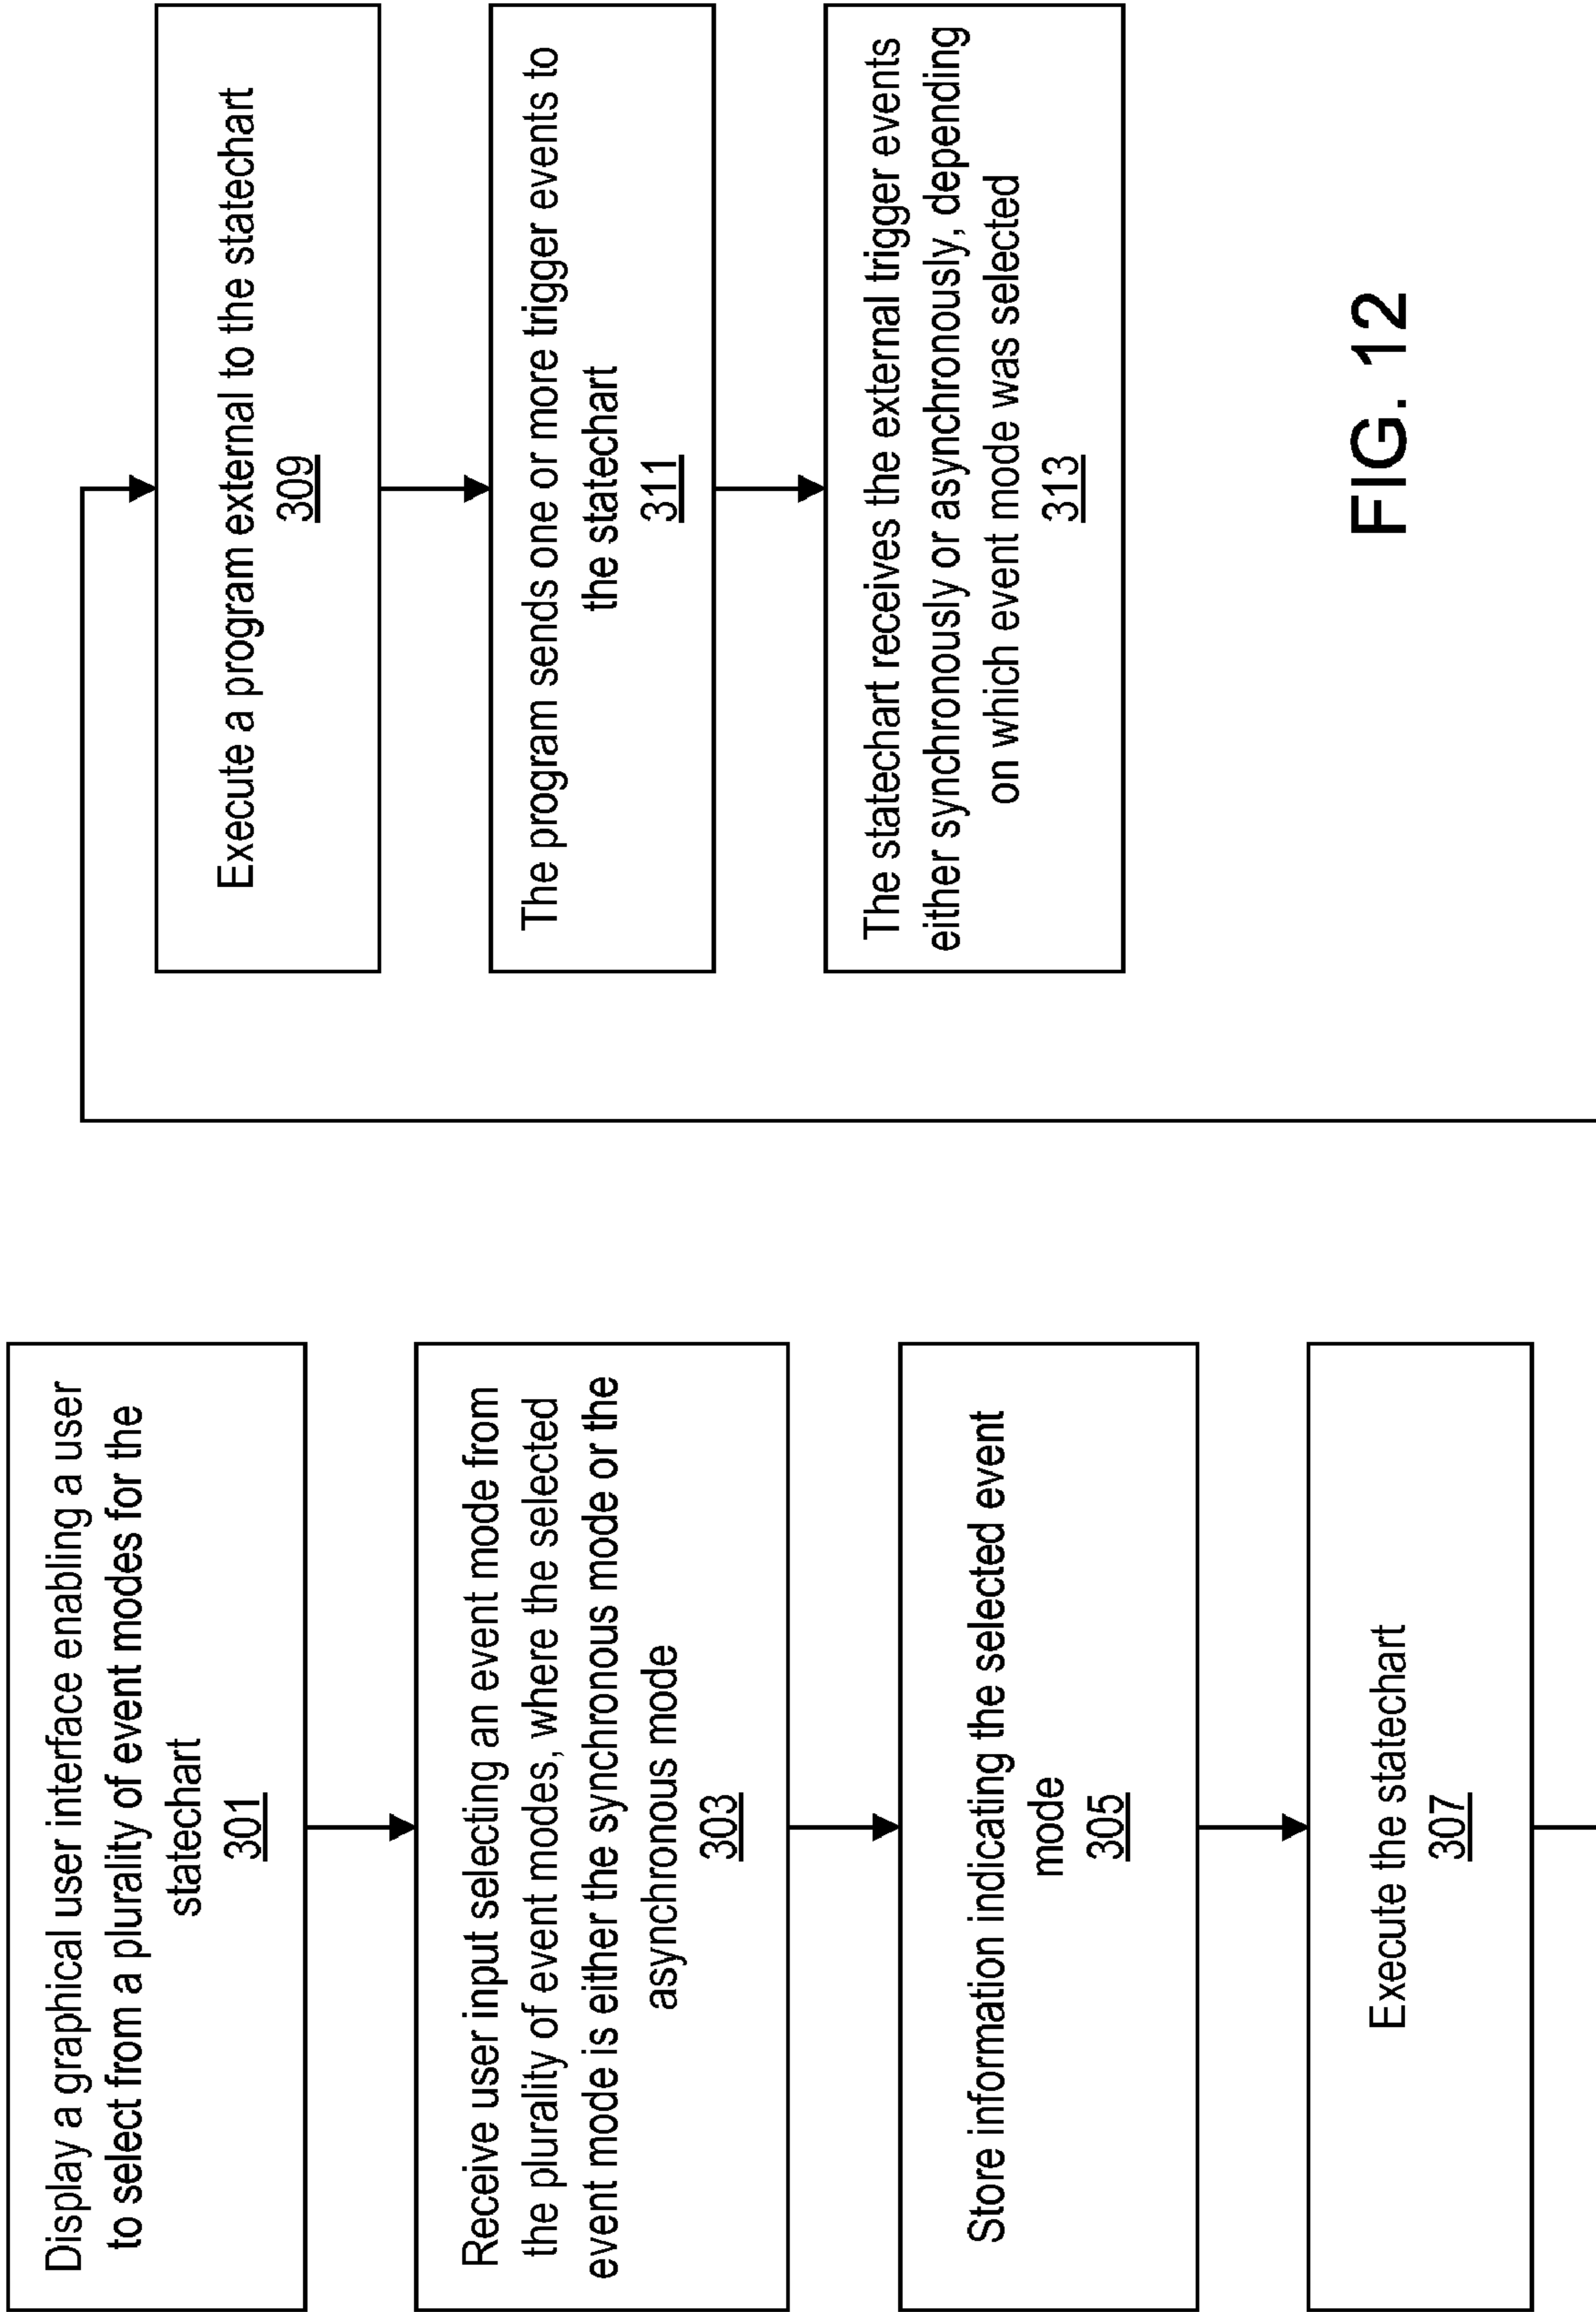 Display a graphical user interface enabling a user
to select from a plurality of event modes for the
statechart
301
Receive user input selecting an event mode from
the plurality of event modes, where the selected
event mode is either the synchronous mode or the
asynchronous mode
303
Store information indicating the selected event
mode
305
Execute the statechart
307
Execute a program external to the statechart
309
The program sends one or more trigger events to
the statechart
311
The statechart receives the external trigger events
either synchronously or asynchronously, depending
on which event mode was selected
313
FIG. 12